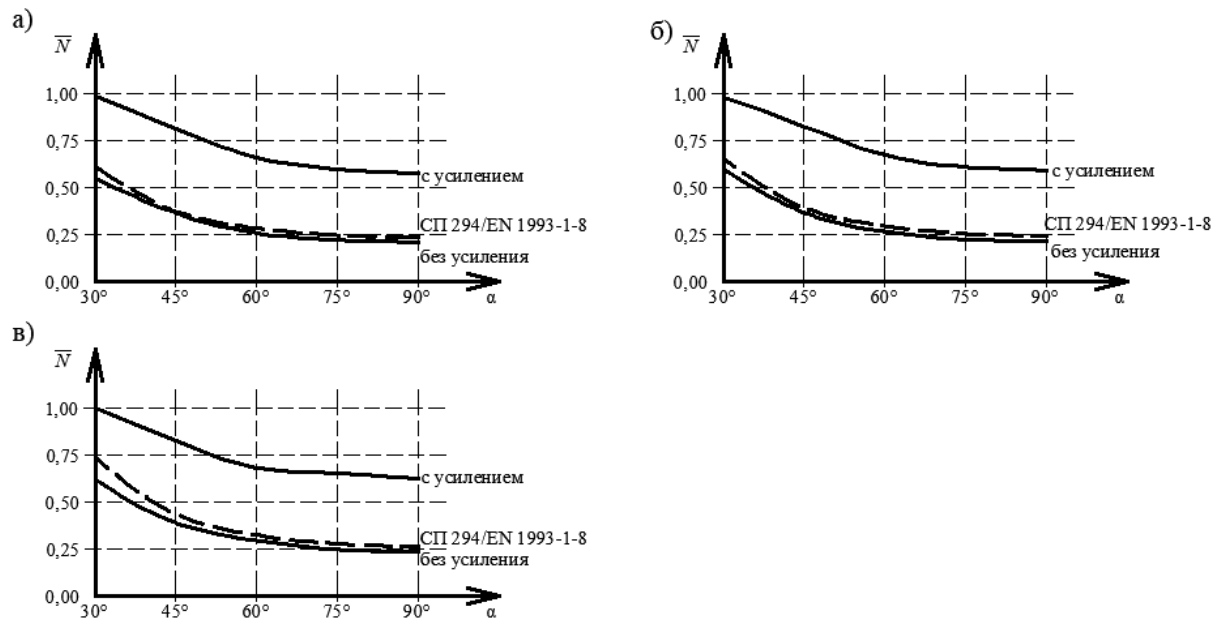 а)
N
1,00
0,75
0,50
0,25
0,00
с усилением
СП 294/EN 1993-1-8
без усиления
30° 45° 60° 75° 90° α
б)
N
1,00
0,75
0,50
0,25
0,00
с усилением
СП 294/EN 1993-1-8
без усиления
30° 45° 60° 75° 90° α
в)
N
1,00
0,75
0,50
0,25
0,00
с усилением
СП 294/EN 1993-1-8
без усиления
30° 45° 60° 75° 90° α